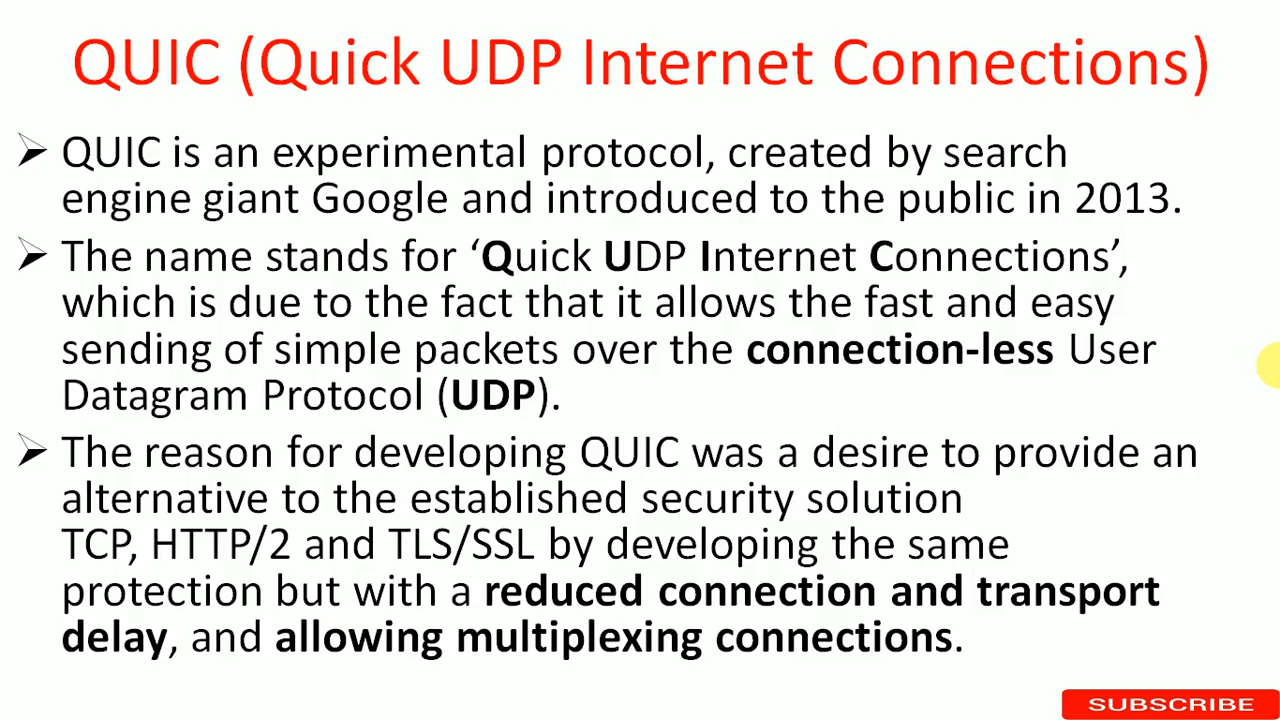 QUIC (Quick UDP Internet Connections)
➢ QUIC is an experimental protocol, created by search
engine giant Google and introduced to the public in 2013.
➢ The name stands for ‘Quick UDP Internet Connections’,
which is due to the fact that it allows the fast and easy
sending of simple packets over the connection-less User
Datagram Protocol (UDP).
➢ The reason for developing QUIC was a desire to provide an
alternative to the established security solution
TCP, HTTP/2 and TLS/SSL by developing the same
protection but with a reduced connection and transport
delay, and allowing multiplexing connections.
SUBSCRIBE